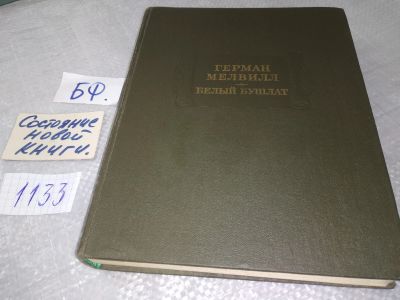 ГЕРМАН
МЕЛВИЛЛ
БЕЛЫЙ БУШЛАТ
БФ.
Состояние
новой
книги.
1133